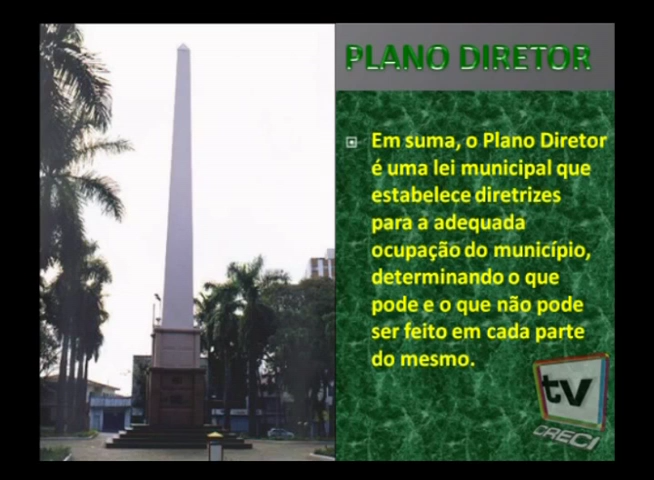 PLANO DIRETOR
Em suma, o Plano Diretor
é uma lei municipal que
estabelece diretrizes
para a adequada
ocupação do município,
determinando o que
pode e o que não pode
ser feito em cada parte
do mesmo.
tv
CRECI